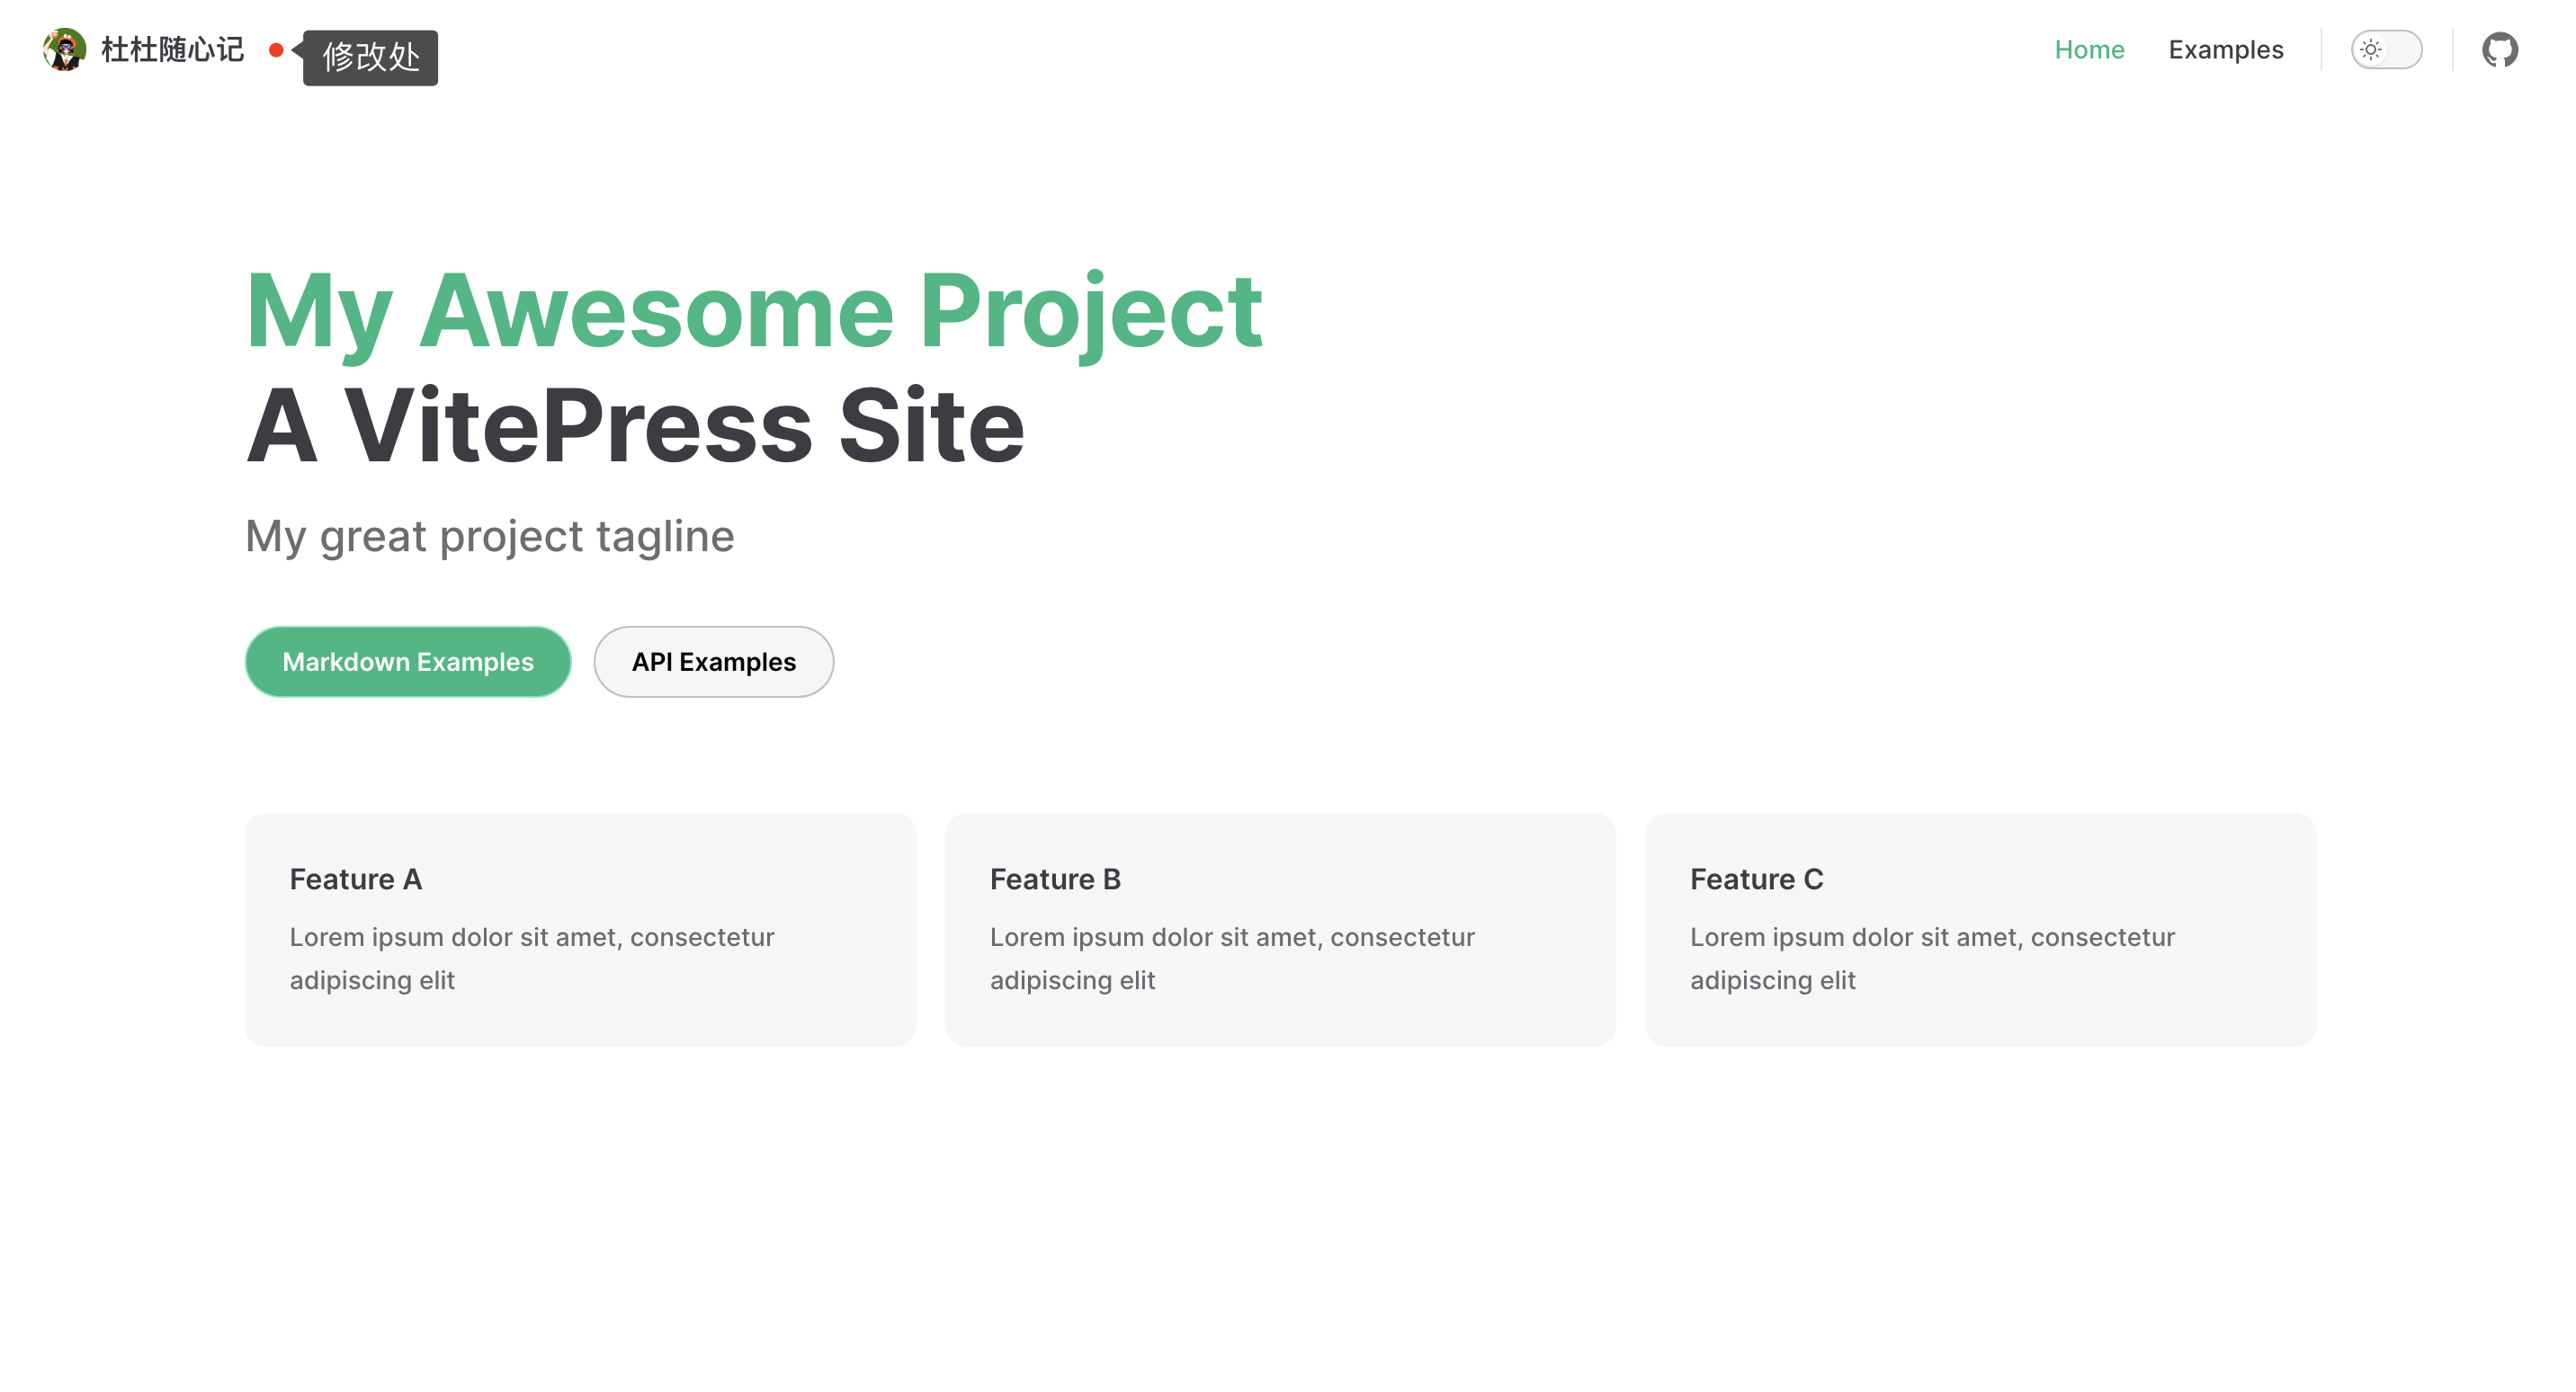 杜杜随心记
修改处
Home
Examples
My Awesome Project
A VitePress Site
My great project tagline
Markdown Examples
API Examples
Feature A
Lorem ipsum dolor sit amet, consectetur
adipiscing elit
Feature B
Lorem ipsum dolor sit amet, consectetur
adipiscing elit
Feature C
Lorem ipsum dolor sit amet, consectetur
adipiscing elit